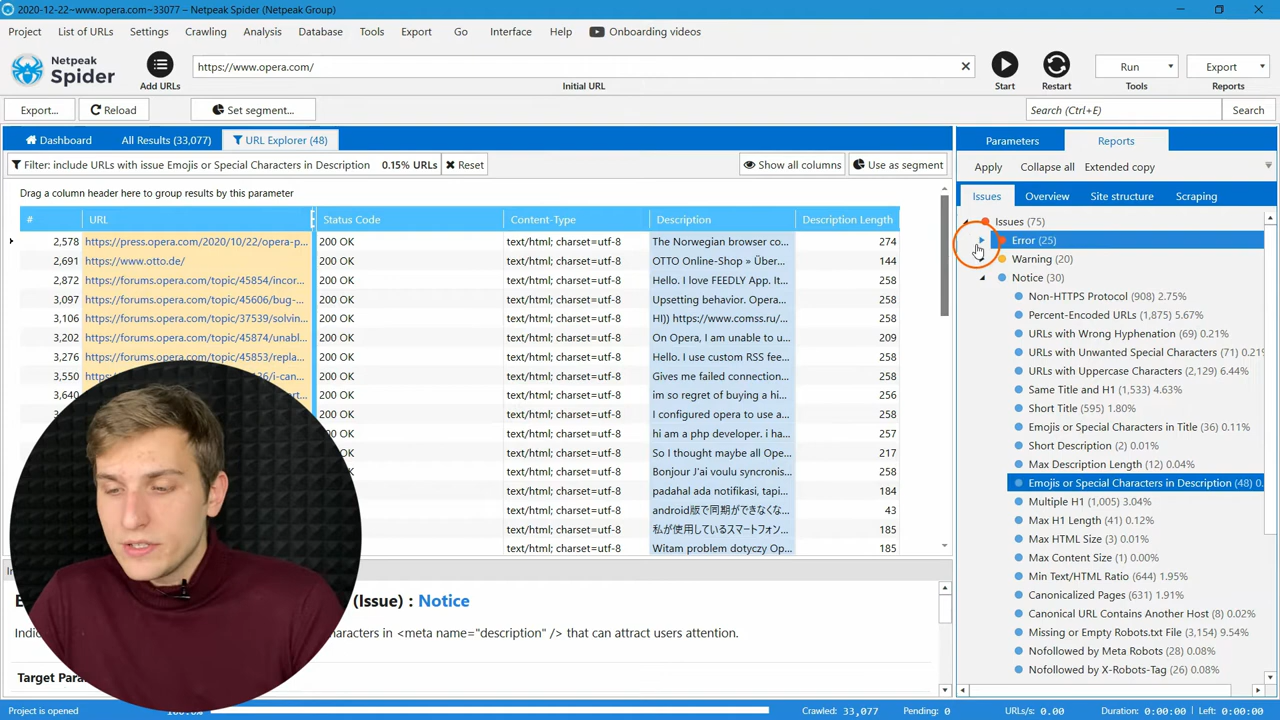 2020-12-22~www.opera.com~33077 — Netpeak Spider (Netpeak Group)
Project List of URLs Settings Crawling Analysis Database Tools Export Go Interface Help Onboarding videos
Netpeak Spider
Add URLs
https://www.opera.com/
Initial URL
Start Restart
Run
Tools
Export
Reports
Export... Reload Set segment... Search (Ctrl+E) Search
Dashboard All Results (33,077) URL Explorer (48)
Filter: include URLs with issue Emojis or Special Characters in Description 0.15% URLs Reset Show all columns Use as segment
Drag a column header here to group results by this parameter
# URL Status Code Content-Type Description Description Length
2,578 https://press.opera.com/2020/10/22/opera-p... 200 OK text/html; charset=utf-8 The Norwegian browser co... 274
2,691 https://www.otto.de/ 200 OK text/html; charset=utf-8 OTTO Online-Shop » Über... 144
2,872 https://forums.opera.com/topic/45854/incor... 200 OK text/html; charset=utf-8 Hello. I love FEEDLY App. It... 258
3,097 https://forums.opera.com/topic/45606/bug-... 200 OK text/html; charset=utf-8 Upsetting behavior. Opera... 258
3,106 https://forums.opera.com/topic/37539/solvin... 200 OK text/html; charset=utf-8 HI)) https://www.comss.ru/... 258
3,202 https://forums.opera.com/topic/45874/unabl... 200 OK text/html; charset=utf-8 On Opera, I am unable to u... 209
3,276 https://forums.opera.com/topic/45853/repla... 200 OK text/html; charset=utf-8 Hello. I use custom RSS fee... 258
3,550 200 OK text/html; charset=utf-8 Gives me failed connection... 258
3,640 200 OK text/html; charset=utf-8 im so regret of buying a hi... 256
OK text/html; charset=utf-8 I configured opera to use a... 258
OK text/html; charset=utf-8 hi am a php developer. i ha... 257
OK text/html; charset=utf-8 So I thought maybe all Ope... 217
OK text/html; charset=utf-8 Bonjour J'ai voulu syncronis... 258
OK text/html; charset=utf-8 padahal ada notifikasi, tapi... 184
OK text/html; charset=utf-8 android版で同期ができなくな... 43
OK text/html; charset=utf-8 私が使用しているスマートフォン... 185
OK text/html; charset=utf-8 Witam problem dotyczy Op... 185
(Issue) : Notice
Indic characters in <meta name="description" /> that can attract users attention.
Target Para
Parameters Reports
Apply Collapse all Extended copy
Issues Overview Site structure Scraping
Issues (75)
Error (25)
Warning (20)
Notice (30)
Non-HTTPS Protocol (908) 2.75%
Percent-Encoded URLs (1,875) 5.67%
URLs with Wrong Hyphenation (69) 0.21%
URLs with Unwanted Special Characters (71) 0.21%
URLs with Uppercase Characters (2,129) 6.44%
Same Title and H1 (1,533) 4.63%
Short Title (595) 1.80%
Emojis or Special Characters in Title (36) 0.11%
Short Description (2) 0.01%
Max Description Length (12) 0.04%
Emojis or Special Characters in Description (48) 0.
Multiple H1 (1,005) 3.04%
Max H1 Length (41) 0.12%
Max HTML Size (3) 0.01%
Max Content Size (1) 0.00%
Min Text/HTML Ratio (644) 1.95%
Canonicalized Pages (631) 1.91%
Canonical URL Contains Another Host (8) 0.02%
Missing or Empty Robots.txt File (3,154) 9.54%
Nofollowed by Meta Robots (28) 0.08%
Nofollowed by X-Robots-Tag (26) 0.08%
Project is opened 100.0% Crawled: 33,077 Pending: 0 URLs/s: 0.00 Duration: 0:00:00 Left: 0:00:00